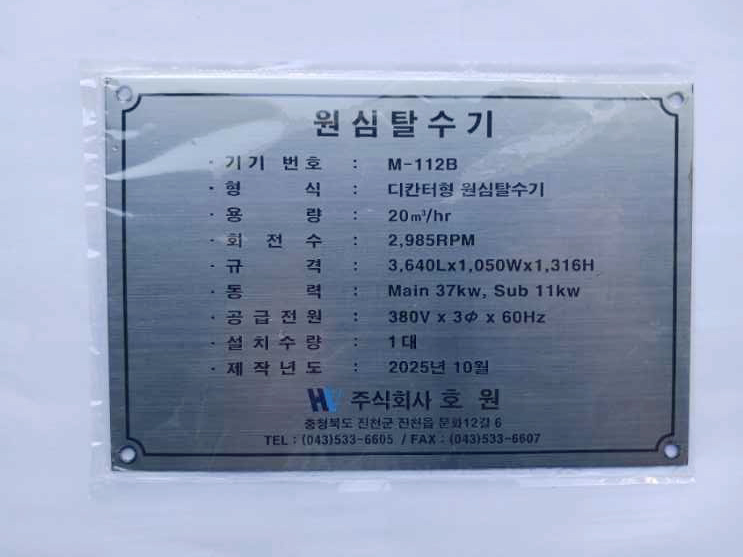 원심탈수기
· 기기 번호 : M-112B
· 형 식 : 디칸터형 원심탈수기
· 용 량 : 20㎥/hr
· 회 전 수 : 2,985RPM
· 규 격 : 3,640Lx1,050Wx1,316H
· 동 력 : Main 37kw, Sub 11kw
· 공급전원 : 380V x 3Φ x 60Hz
· 설치수량 : 1대
· 제작년도 : 2025년 10월
HW 주식회사 호 원
충청북도 진천군 진천읍 문화12길 6
TEL : (043)533-6605 / FAX : (043)533-6607